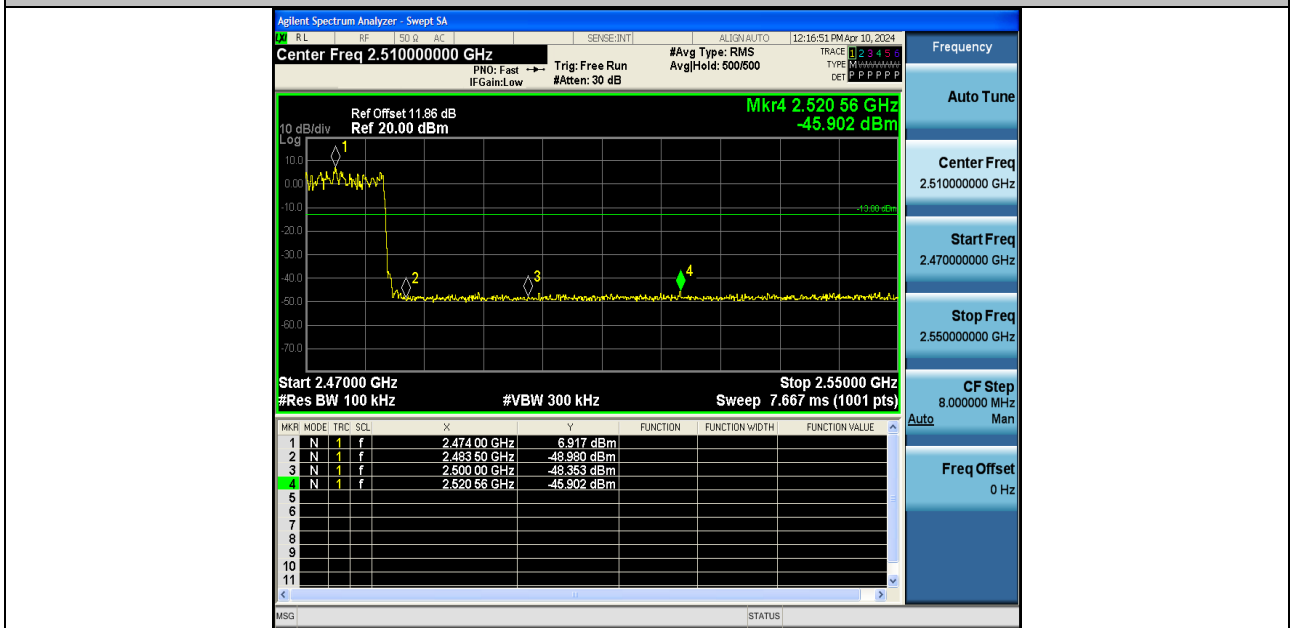 Agilent Spectrum Analyzer - Swept SA
LXI RL RF 50 Ω AC SENSE:INT ALIGN AUTO 12:16:51 PM Apr 10, 2024
Center Freq 2.510000000 GHz
PNO: Fast
IFGain:Low
Trig: Free Run
#Atten: 30 dB
#Avg Type: RMS
Avg|Hold: 500/500
TRACE 1 2 3 4 5 6
TYPE M W W W W W
DET P P P P P P
Ref Offset 11.86 dB
10 dB/div Ref 20.00 dBm
Log
Mkr4 2.520 56 GHz
-45.902 dBm
10.0
0.00
-10.0
-20.0
-30.0
-40.0
-50.0
-60.0
-70.0
1
2
3
4
-13.00 dBm
Start 2.47000 GHz Stop 2.55000 GHz
#Res BW 100 kHz #VBW 300 kHz Sweep 7.667 ms (1001 pts)
MKR MODE TRC SCL X Y FUNCTION FUNCTION WIDTH FUNCTION VALUE
1 N 1 f 2.474 00 GHz 6.917 dBm
2 N 1 f 2.483 50 GHz -48.980 dBm
3 N 1 f 2.500 00 GHz -48.353 dBm
4 N 1 f 2.520 56 GHz -45.902 dBm
5
6
7
8
9
10
11
MSG STATUS
Frequency
Auto Tune
Center Freq
2.510000000 GHz
Start Freq
2.470000000 GHz
Stop Freq
2.550000000 GHz
CF Step
8.000000 MHz
Auto Man
Freq Offset
0 Hz